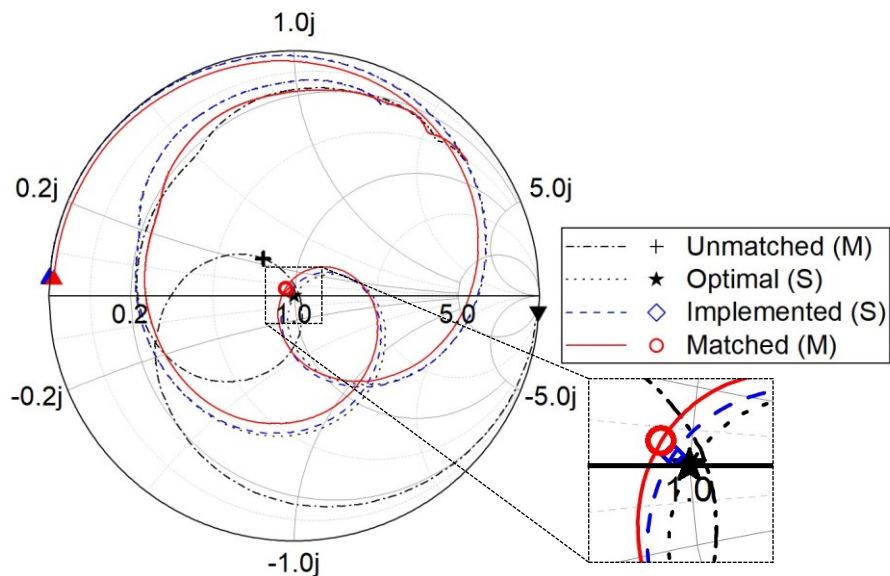 1.0j
0.2j
5.0j
0.2
1.0
5.0
-0.2j
-5.0j
-1.0j
Unmatched (M)
Optimal (S)
Implemented (S)
Matched (M)
1.0